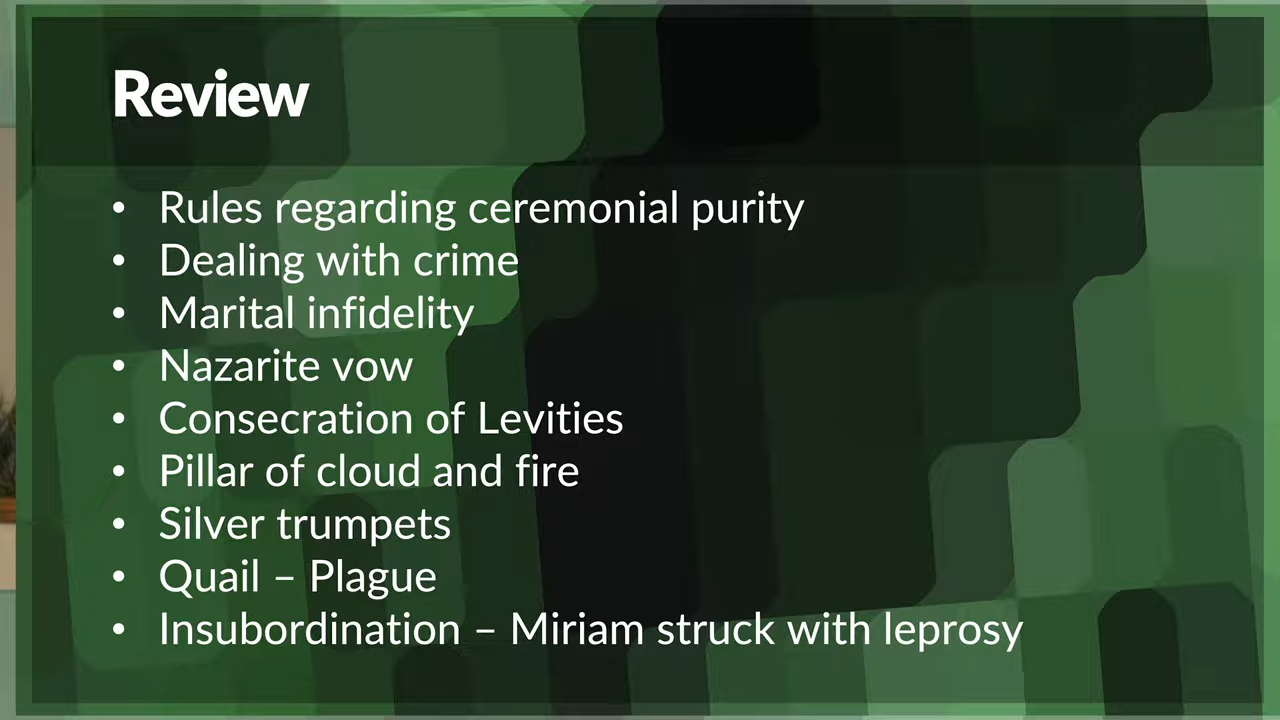 Review
• Rules regarding ceremonial purity
• Dealing with crime
• Marital infidelity
• Nazarite vow
• Consecration of Levities
• Pillar of cloud and fire
• Silver trumpets
• Quail – Plague
• Insubordination – Miriam struck with leprosy